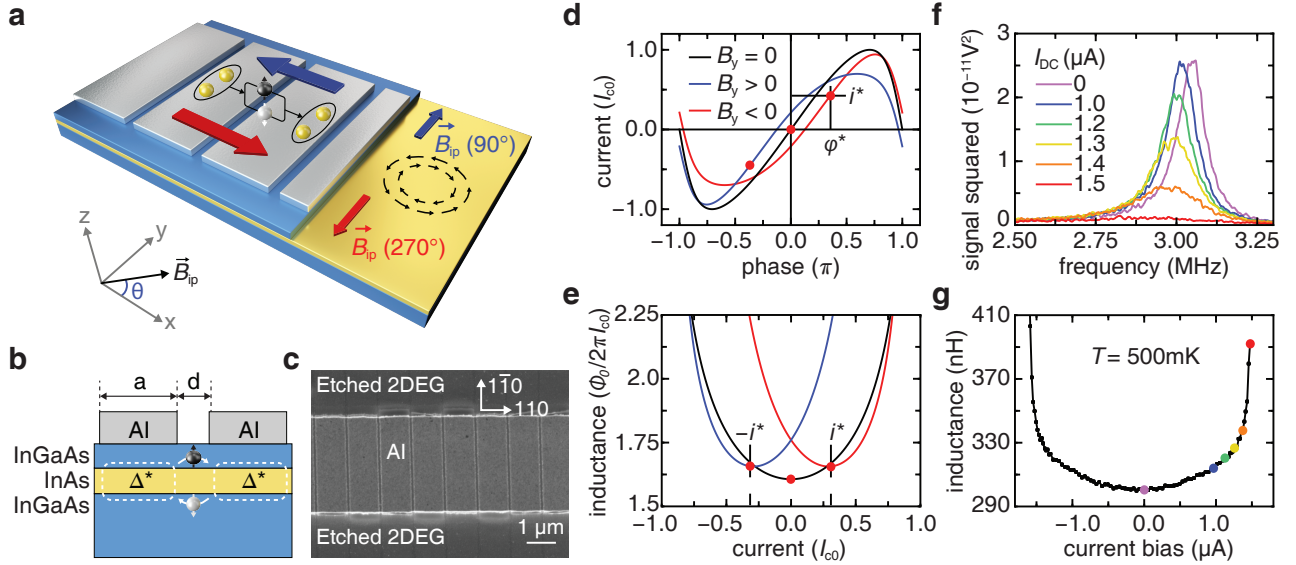 a
B⃗ip (90°)
B⃗ip (270°)
z
y
B⃗ip
θ
x
b
a
d
Al
Al
InGaAs
InAs
InGaAs
Δ*
Δ*
c
Etched 2DEG
11̄0
110
Al
Etched 2DEG
1 μm
d
current (Ic0)
1.0
0.0
−1.0
By = 0
By > 0
By < 0
i*
φ*
−1.0
−0.5
0.0
0.5
1.0
phase (π)
e
inductance (Φ0/2πIc0)
2.25
2.00
1.75
1.5
−i*
i*
−1.0
−0.5
0.0
0.5
1.0
current (Ic0)
f
signal squared (10⁻¹¹V²)
3
2
1
0
IDC (μA)
0
1.0
1.2
1.3
1.4
1.5
2.50
2.75
3.00
3.25
frequency (MHz)
g
inductance (nH)
410
370
330
290
T = 500mK
−1.0
0
1.0
current bias (μA)